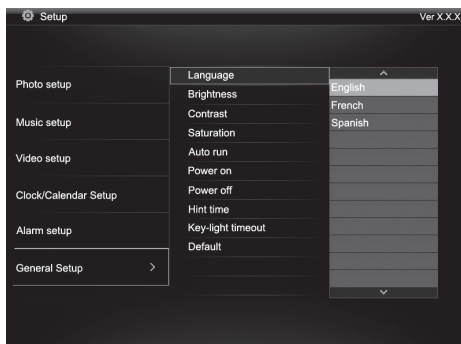 Setup
Ver X.X.X
Photo setup
Music setup
Video setup
Clock/Calendar Setup
Alarm setup
General Setup >
Language
Brightness
Contrast
Saturation
Auto run
Power on
Power off
Hint time
Key-light timeout
Default
English
French
Spanish